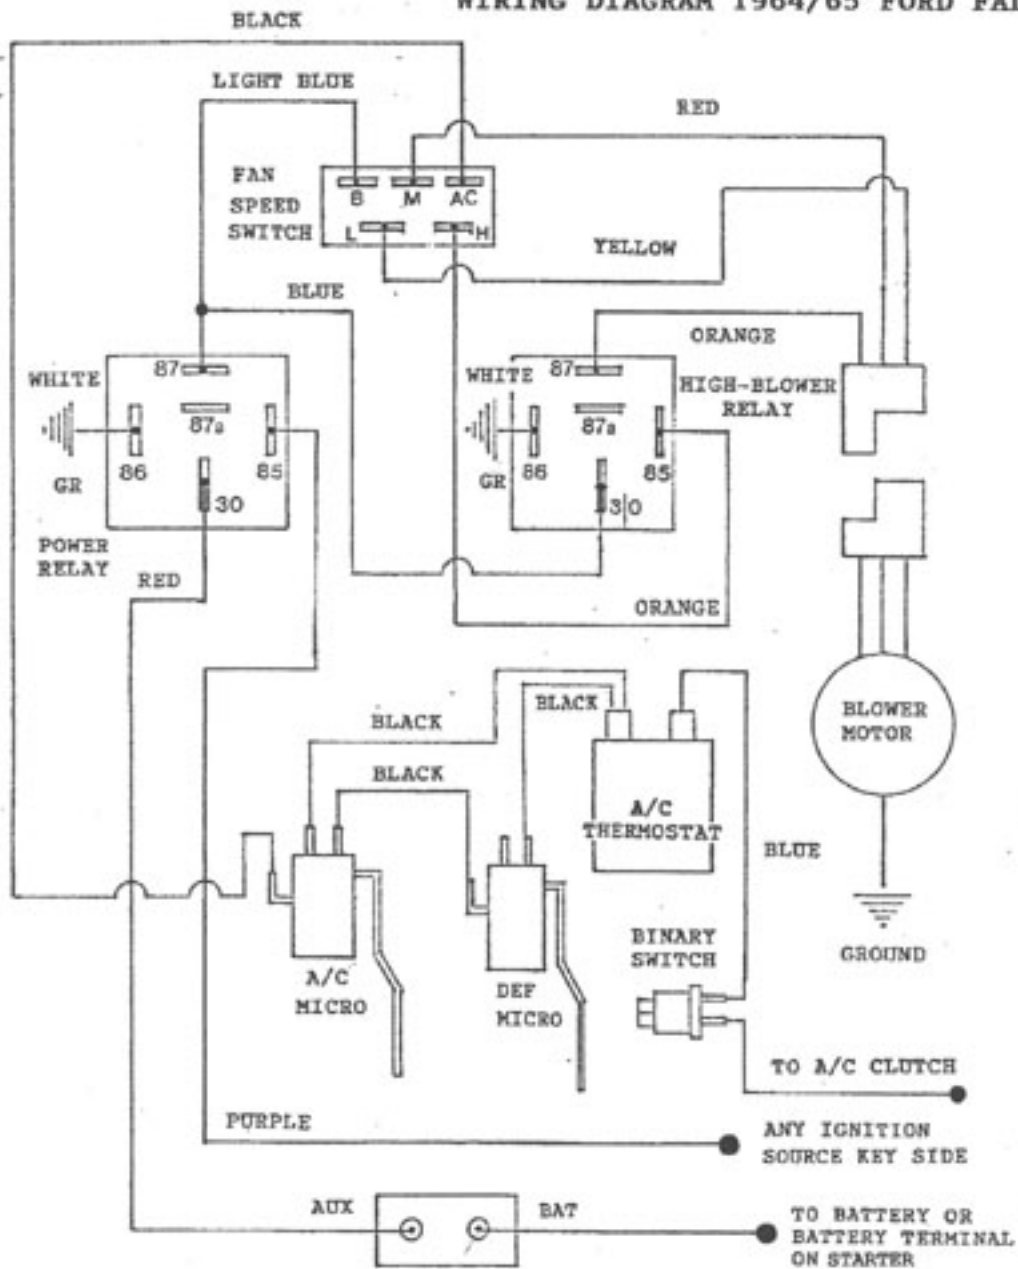 WIRING DIAGRAM 1964/65 FORD
BLACK
LIGHT BLUE
RED
FAN
SPEED
SWITCH
B
M
AC
L
H
YELLOW
BLUE
ORANGE
WHITE
87
87a
86
85
30
GR
POWER
RELAY
WHITE
87
87a
86
85
30
GR
HIGH-BLOWER
RELAY
RED
ORANGE
BLACK
BLACK
BLACK
BLOWER
MOTOR
A/C
THERMOSTAT
BLUE
BINARY
SWITCH
GROUND
A/C
MICRO
DEF
MICRO
TO A/C CLUTCH
PURPLE
ANY IGNITION
SOURCE KEY SIDE
AUX
BAT
TO BATTERY OR
BATTERY TERMINAL
ON STARTER